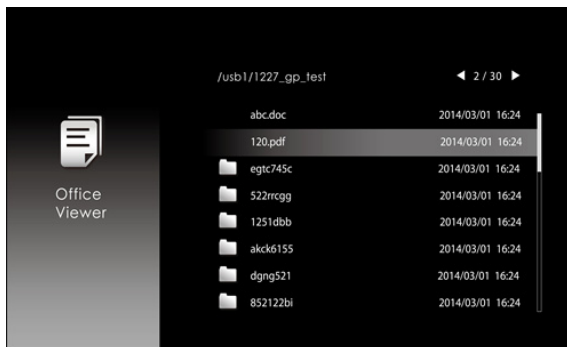 /usb1/1227_gp_test ◀ 2 / 30 ▶
abc.doc 2014/03/01 16:24
120.pdf 2014/03/01 16:24
egtc745c 2014/03/01 16:24
522rrcgg 2014/03/01 16:24
1251dbb 2014/03/01 16:24
akck6155 2014/03/01 16:24
dgng521 2014/03/01 16:24
852122bi 2014/03/01 16:24
Office
Viewer